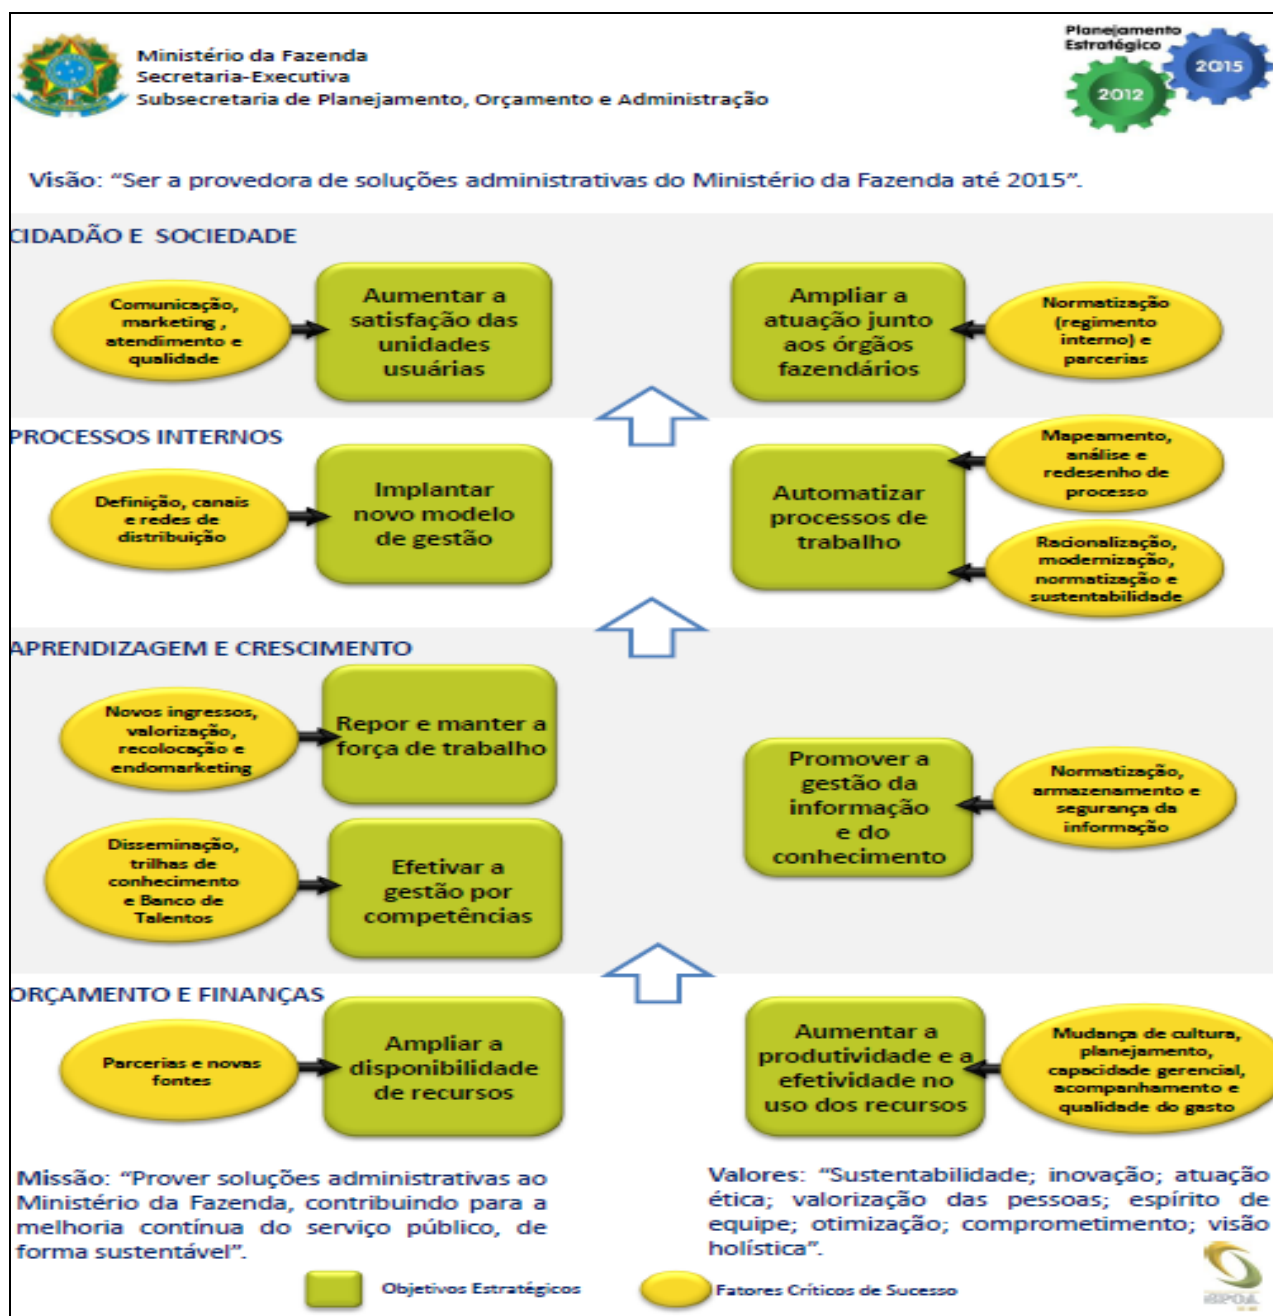 Ministério da Fazenda
Secretaria-Executiva
Subsecretaria de Planejamento, Orçamento e Administração
Planejamento
Estratégico
2015
2012
Visão: “Ser a provedora de soluções administrativas do Ministério da Fazenda até 2015”.
CIDADÃO E SOCIEDADE
Comunicação,
marketing ,
atendimento e
qualidade
Aumentar a
satisfação das
unidades
usuárias
Ampliar a
atuação junto
aos órgãos
fazendários
Normatização
(regimento
interno) e
parcerias
PROCESSOS INTERNOS
Definição, canais
e redes de
distribuição
Implantar
novo modelo
de gestão
Automatizar
processos de
trabalho
Mapeamento,
análise e
redesenho de
processo
Racionalização,
modernização,
normatização e
sustentabilidade
APRENDIZAGEM E CRESCIMENTO
Novos ingressos,
valorização,
recolocação e
endomarketing
Repor e manter a
força de trabalho
Disseminação,
trilhas de
conhecimento
e Banco de
Talentos
Efetivar a
gestão por
competências
Promover a
gestão da
informação
e do
conhecimento
Normatização,
armazenamento e
segurança da
informação
ORÇAMENTO E FINANÇAS
Parcerias e novas
fontes
Ampliar a
disponibilidade
de recursos
Aumentar a
produtividade e a
efetividade no
uso dos recursos
Mudança de cultura,
planejamento,
capacidade gerencial,
acompanhamento e
qualidade do gasto
Missão: “Prover soluções administrativas ao
Ministério da Fazenda, contribuindo para a
melhoria contínua do serviço público, de
forma sustentável”.
Valores: “Sustentabilidade; inovação; atuação
ética; valorização das pessoas; espírito de
equipe; otimização; comprometimento; visão
holística”.
Objetivos Estratégicos
Fatores Críticos de Sucesso